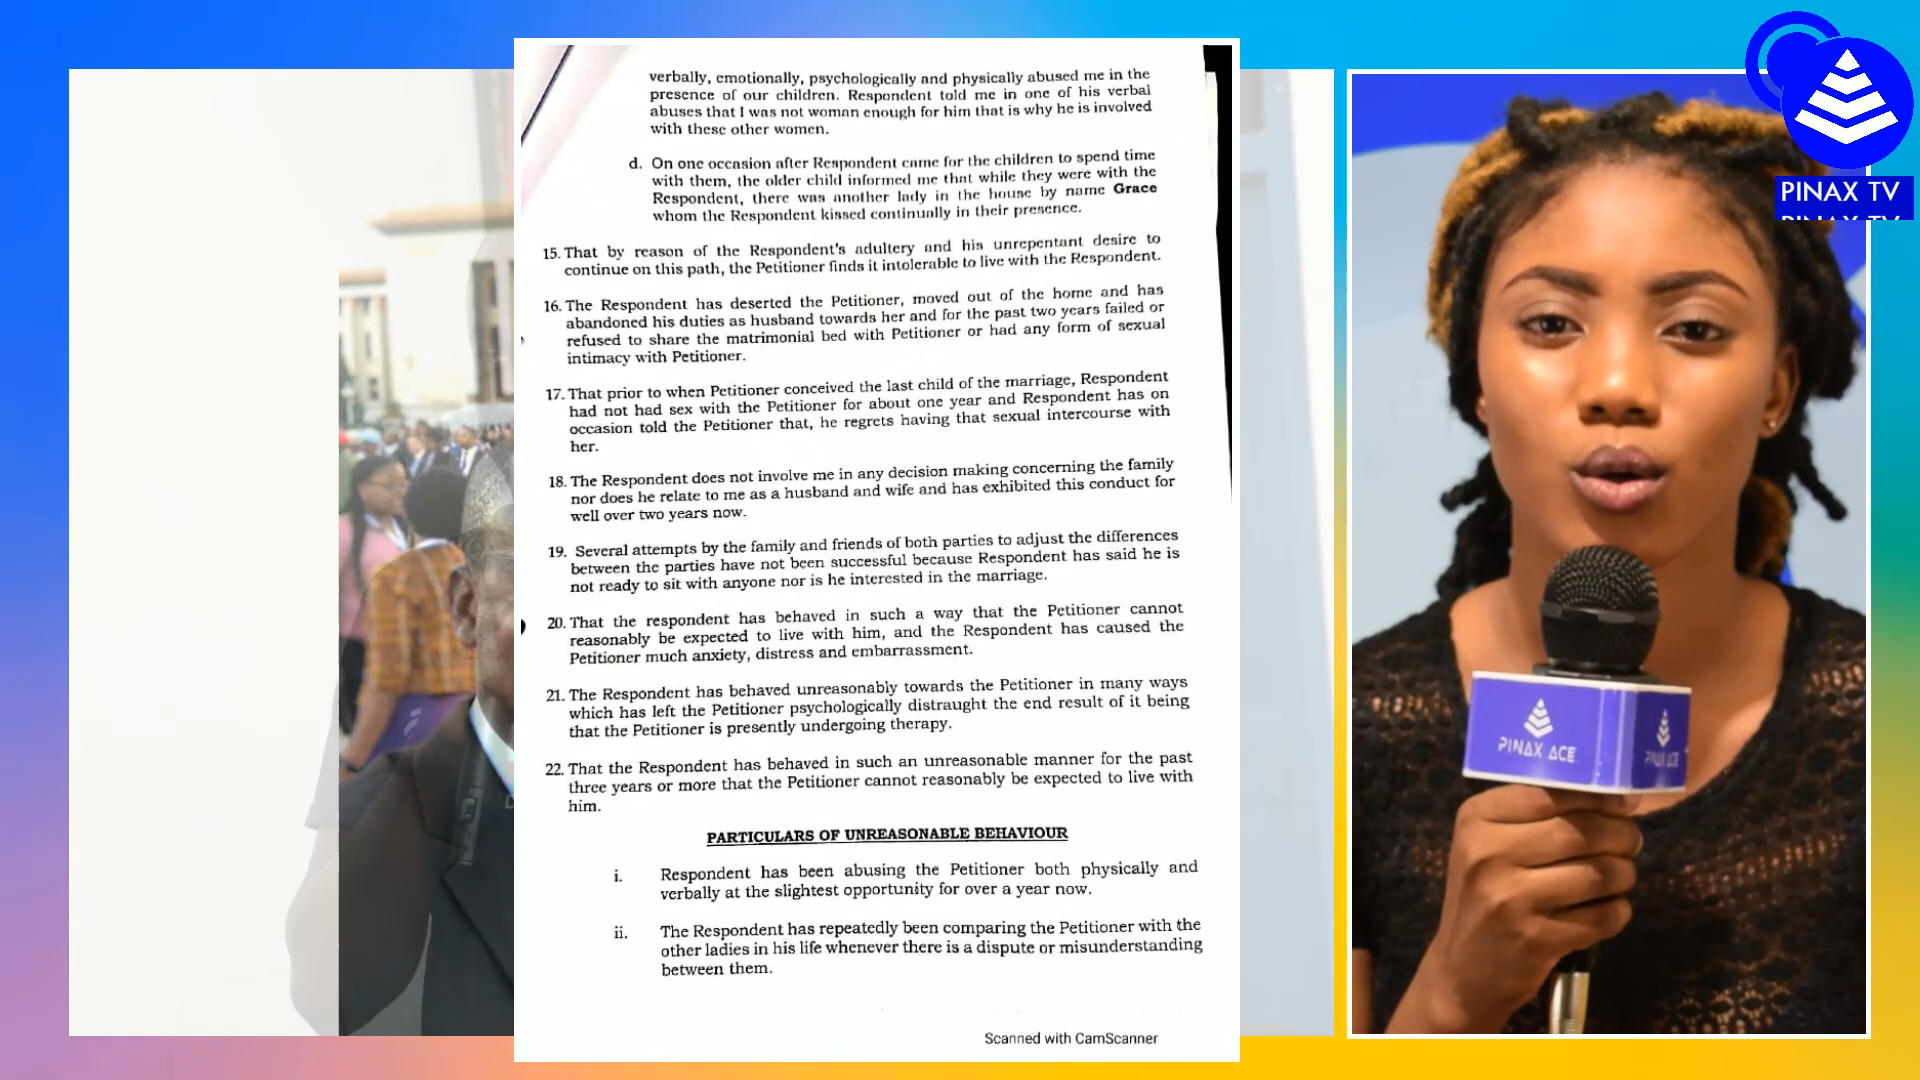 verbally, emotionally, psychologically and physically abused me in the
presence of our children. Respondent told me in one of his verbal
abuses that I was not woman enough for him that is why he is involved
with these other women.
d. On one occasion after Respondent came for the children to spend time
with them, the older child informed me that while they were with the
Respondent, there was another lady in the house by name Grace
whom the Respondent kissed continually in their presence.
15. That by reason of the Respondent's adultery and his unrepentant desire to
continue on this path, the Petitioner finds it intolerable to live with the Respondent.
16. The Respondent has deserted the Petitioner, moved out of the home and has
abandoned his duties as husband towards her and for the past two years failed or
refused to share the matrimonial bed with Petitioner or had any form of sexual
intimacy with Petitioner.
17. That prior to when Petitioner conceived the last child of the marriage, Respondent
had not had sex with the Petitioner for about one year and Respondent has on
occasion told the Petitioner that, he regrets having that sexual intercourse with
her.
18. The Respondent does not involve me in any decision making concerning the family
nor does he relate to me as a husband and wife and has exhibited this conduct for
well over two years now.
19. Several attempts by the family and friends of both parties to adjust the differences
between the parties have not been successful because Respondent has said he is
not ready to sit with anyone nor is he interested in the marriage.
20. That the respondent has behaved in such a way that the Petitioner cannot
reasonably be expected to live with him, and the Respondent has caused the
Petitioner much anxiety, distress and embarrassment.
21. The Respondent has behaved unreasonably towards the Petitioner in many ways
which has left the Petitioner psychologically distraught the end result of it being
that the Petitioner is presently undergoing therapy.
22. That the Respondent has behaved in such an unreasonable manner for the past
three years or more that the Petitioner cannot reasonably be expected to live with
him.
PARTICULARS OF UNREASONABLE BEHAVIOUR
i. Respondent has been abusing the Petitioner both physically and
verbally at the slightest opportunity for over a year now.
ii. The Respondent has repeatedly been comparing the Petitioner with the
other ladies in his life whenever there is a dispute or misunderstanding
between them.
Scanned with CamScanner
PINAX TV
PINAX TV
PINAX ACE
PINAX ACE